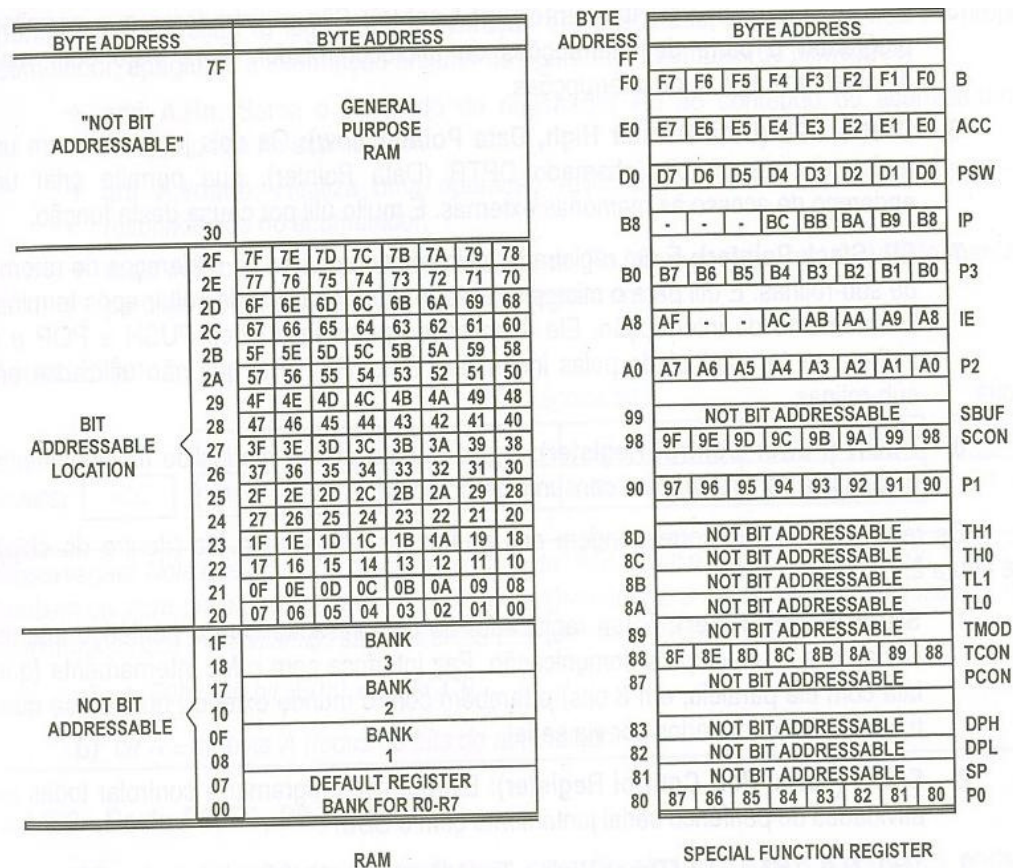 BYTE ADDRESS BYTE ADDRESS
7F
"NOT BIT ADDRESSABLE"
GENERAL PURPOSE RAM
30
2F 7F 7E 7D 7C 7B 7A 79 78
2E 77 76 75 74 73 72 71 70
2D 6F 6E 6D 6C 6B 6A 69 68
2C 67 66 65 64 63 62 61 60
2B 5F 5E 5D 5C 5B 5A 59 58
2A 57 56 55 54 53 52 51 50
29 4F 4E 4D 4C 4B 4A 49 48
28 47 46 45 44 43 42 41 40
BIT ADDRESSABLE LOCATION
27 3F 3E 3D 3C 3B 3A 39 38
26 37 36 35 34 33 32 31 30
25 2F 2E 2D 2C 2B 2A 29 28
24 27 26 25 24 23 22 21 20
23 1F 1E 1D 1C 1B 1A 19 18
22 17 16 15 14 13 12 11 10
21 0F 0E 0D 0C 0B 0A 09 08
20 07 06 05 04 03 02 01 00
1F BANK
18 3
17 BANK
10 2
NOT BIT ADDRESSABLE
0F BANK
08 1
07 DEFAULT REGISTER
00 BANK FOR R0-R7
RAM
BYTE ADDRESS BYTE ADDRESS
FF
F0 F7 F6 F5 F4 F3 F2 F1 F0 B
E0 E7 E6 E5 E4 E3 E2 E1 E0 ACC
D0 D7 D6 D5 D4 D3 D2 D1 D0 PSW
B8 - - - BC BB BA B9 B8 IP
B0 B7 B6 B5 B4 B3 B2 B1 B0 P3
A8 AF - - AC AB AA A9 A8 IE
A0 A7 A6 A5 A4 A3 A2 A1 A0 P2
99 NOT BIT ADDRESSABLE SBUF
98 9F 9E 9D 9C 9B 9A 99 98 SCON
90 97 96 95 94 93 92 91 90 P1
8D NOT BIT ADDRESSABLE TH1
8C NOT BIT ADDRESSABLE TH0
8B NOT BIT ADDRESSABLE TL1
8A NOT BIT ADDRESSABLE TL0
89 NOT BIT ADDRESSABLE TMOD
88 8F 8E 8D 8C 8B 8A 89 88 TCON
87 NOT BIT ADDRESSABLE PCON
83 NOT BIT ADDRESSABLE DPH
82 NOT BIT ADDRESSABLE DPL
81 NOT BIT ADDRESSABLE SP
80 87 86 85 84 83 82 81 80 P0
SPECIAL FUNCTION REGISTER